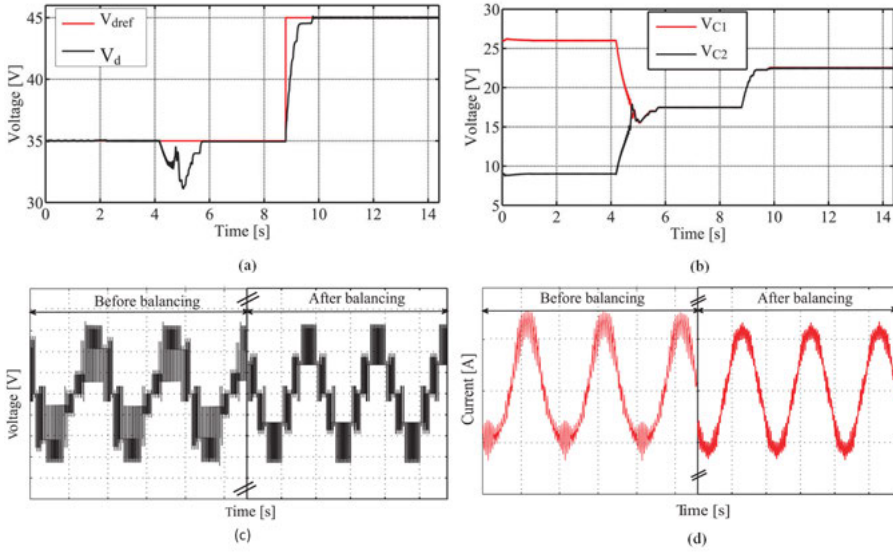 45
40
35
30
Voltage [V]
V_dref
V_d
0 2 4 6 8 10 12 14
Time [s]
(a)
30
25
20
15
10
5
Voltage [V]
V_C1
V_C2
0 2 4 6 8 10 12 14
Time [s]
(b)
Before balancing
After balancing
Voltage [V]
Time [s]
(c)
Before balancing
After balancing
Current [A]
Time [s]
(d)